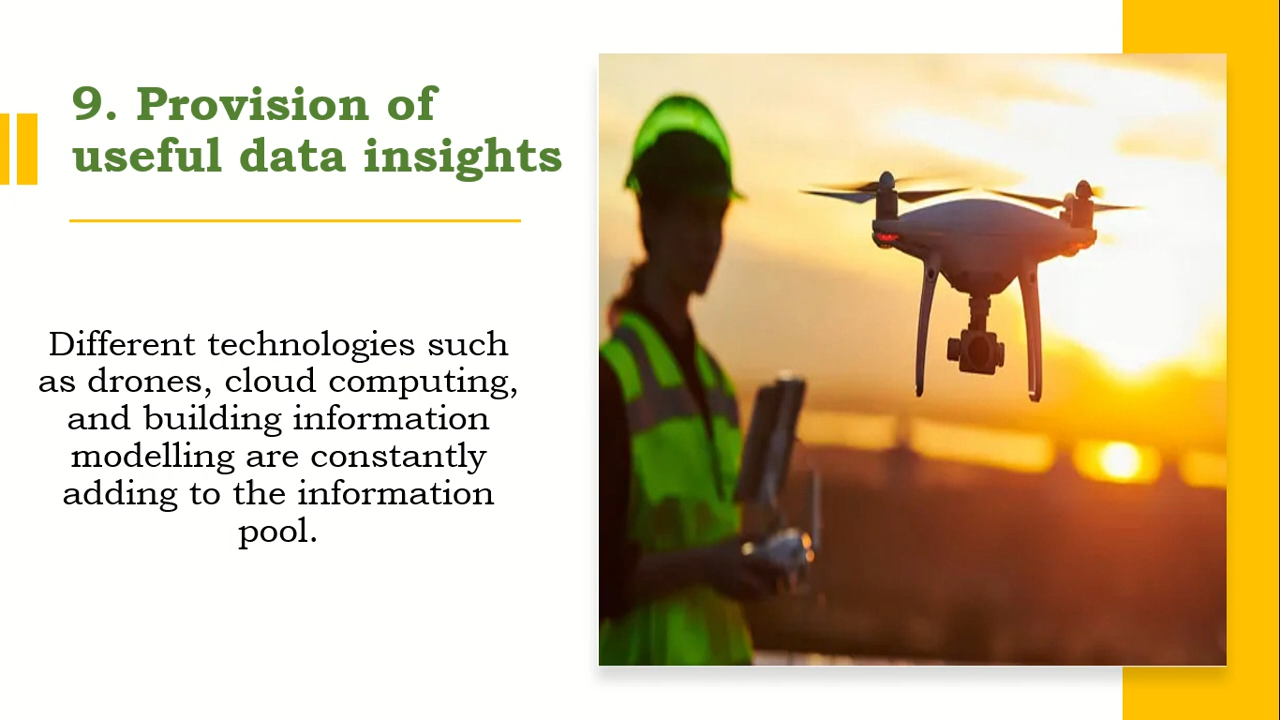 9. Provision of
useful data insights
Different technologies such
as drones, cloud computing,
and building information
modelling are constantly
adding to the information
pool.